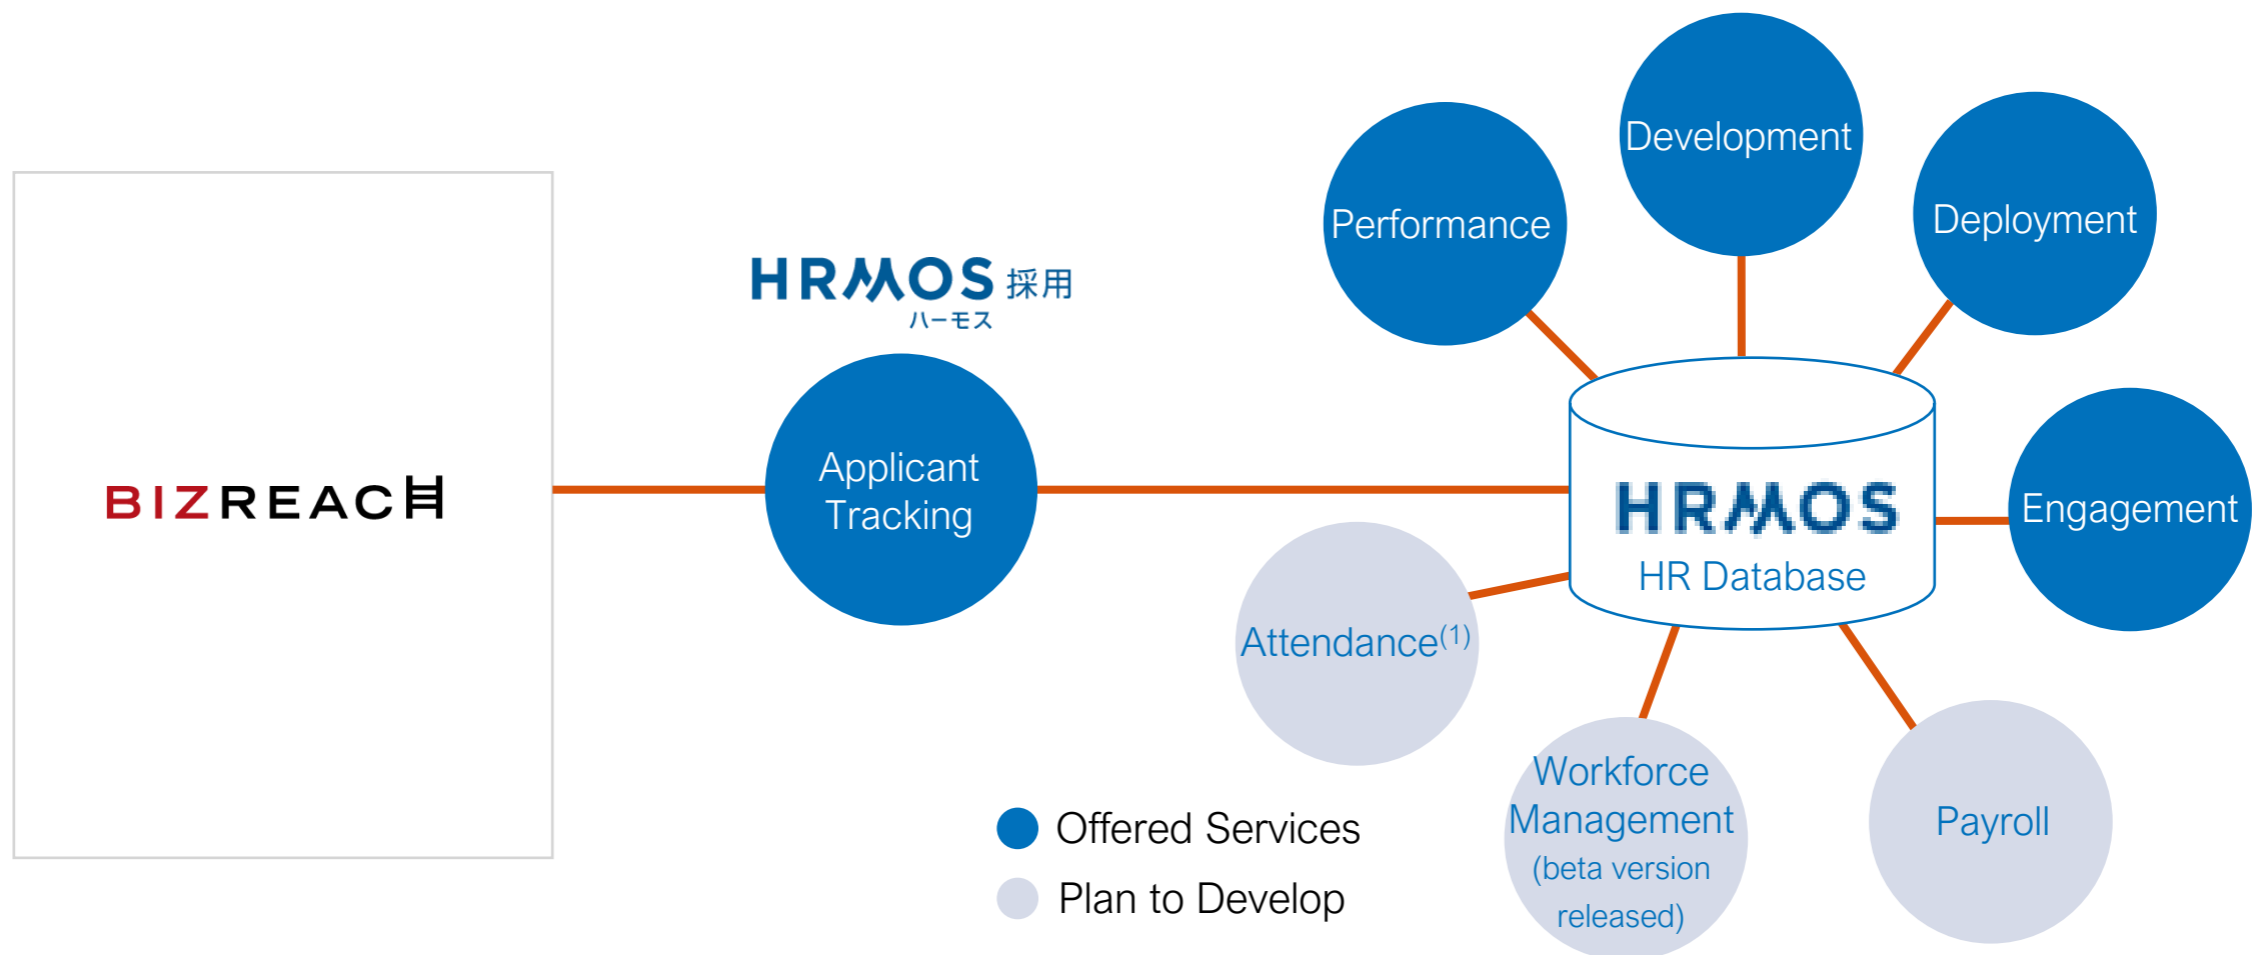 BIZREACH
HRMOS 採用
ハーモス
Applicant
Tracking
Performance
Development
Deployment
Engagement
HRMOS
HR Database
Attendance(1)
Workforce
Management
(beta version
released)
Payroll
Offered Services
Plan to Develop